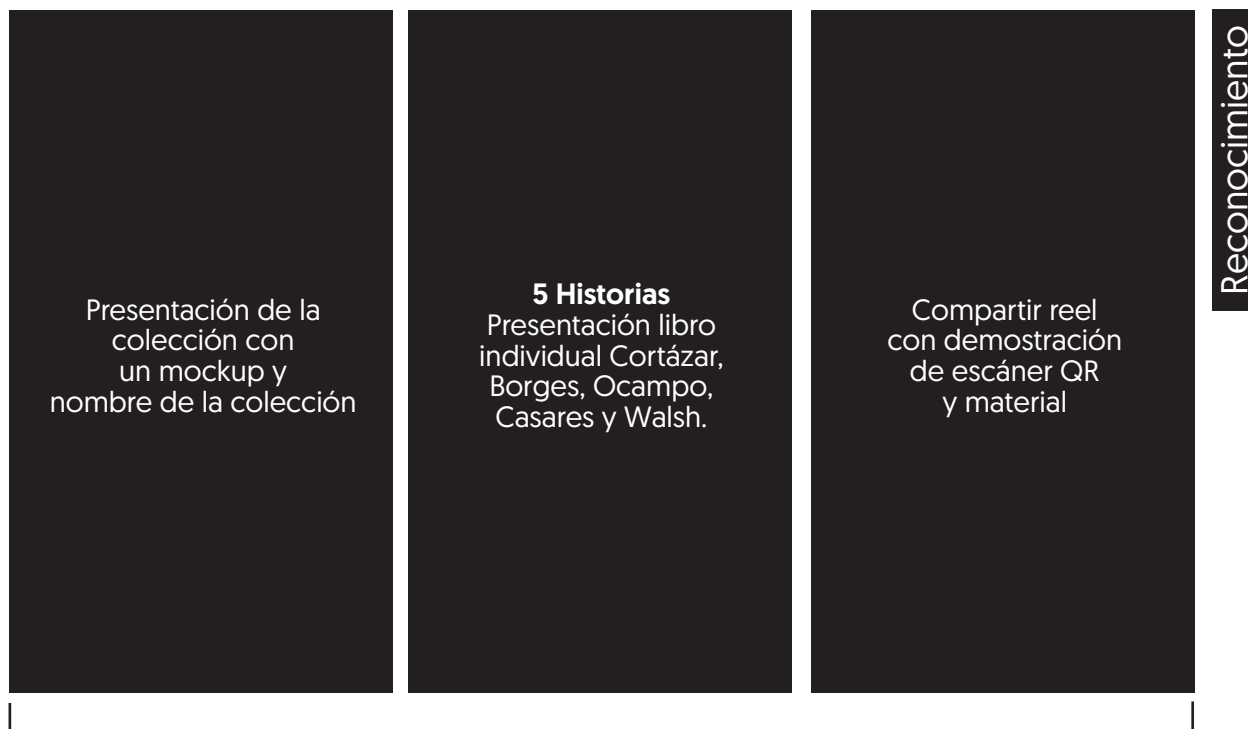 Presentación de la
colección con
un mockup y
nombre de la colección
5 Historias
Presentación libro
individual Cortázar,
Borges, Ocampo,
Casares y Walsh.
Compartir reel
con demostración
de escáner QR
y material
Reconocimiento